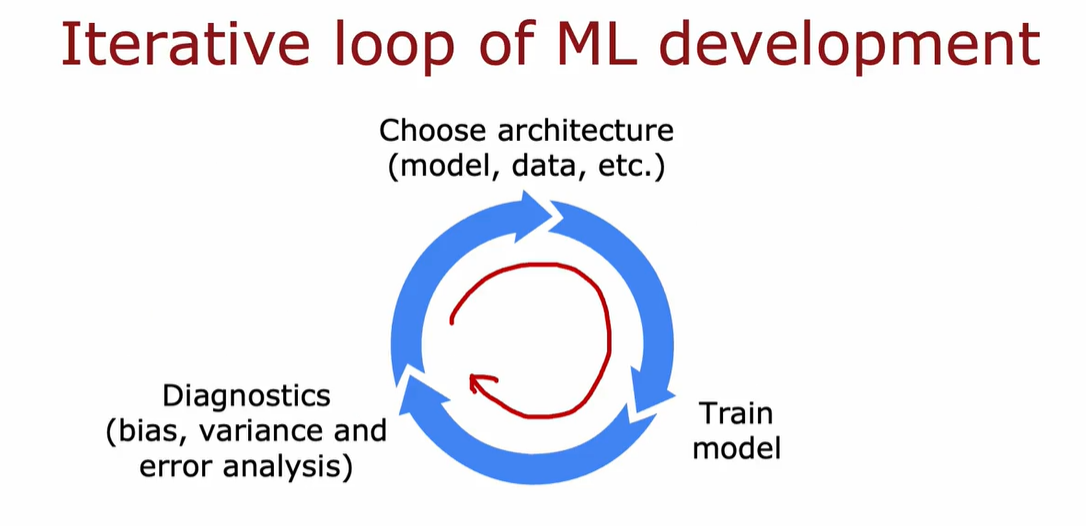 Iterative loop of ML development
Choose architecture
(model, data, etc.)
Diagnostics
(bias, variance and
error analysis)
Train
model